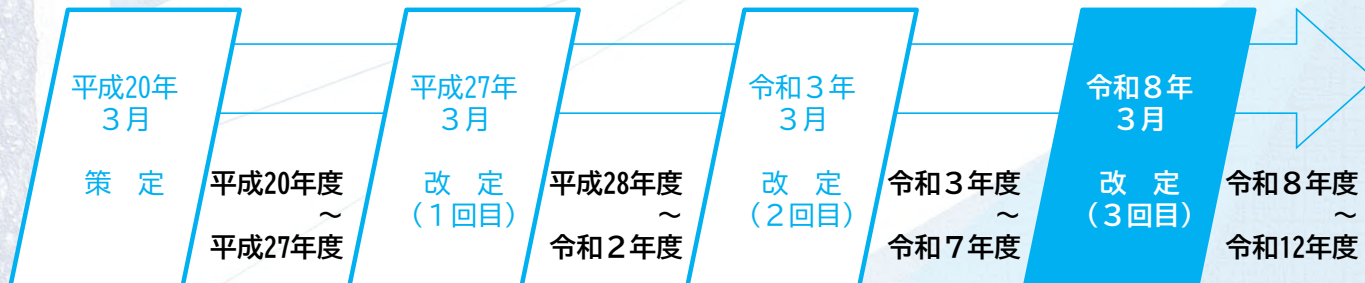 平成20年
３月
策　定
平成20年度
～
平成27年度
平成27年
３月
改　定
（１回目）
平成28年度
～
令和２年度
令和３年
３月
改　定
（２回目）
令和３年度
～
令和７年度
令和８年
３月
改　定
（３回目）
令和８年度
～
令和12年度